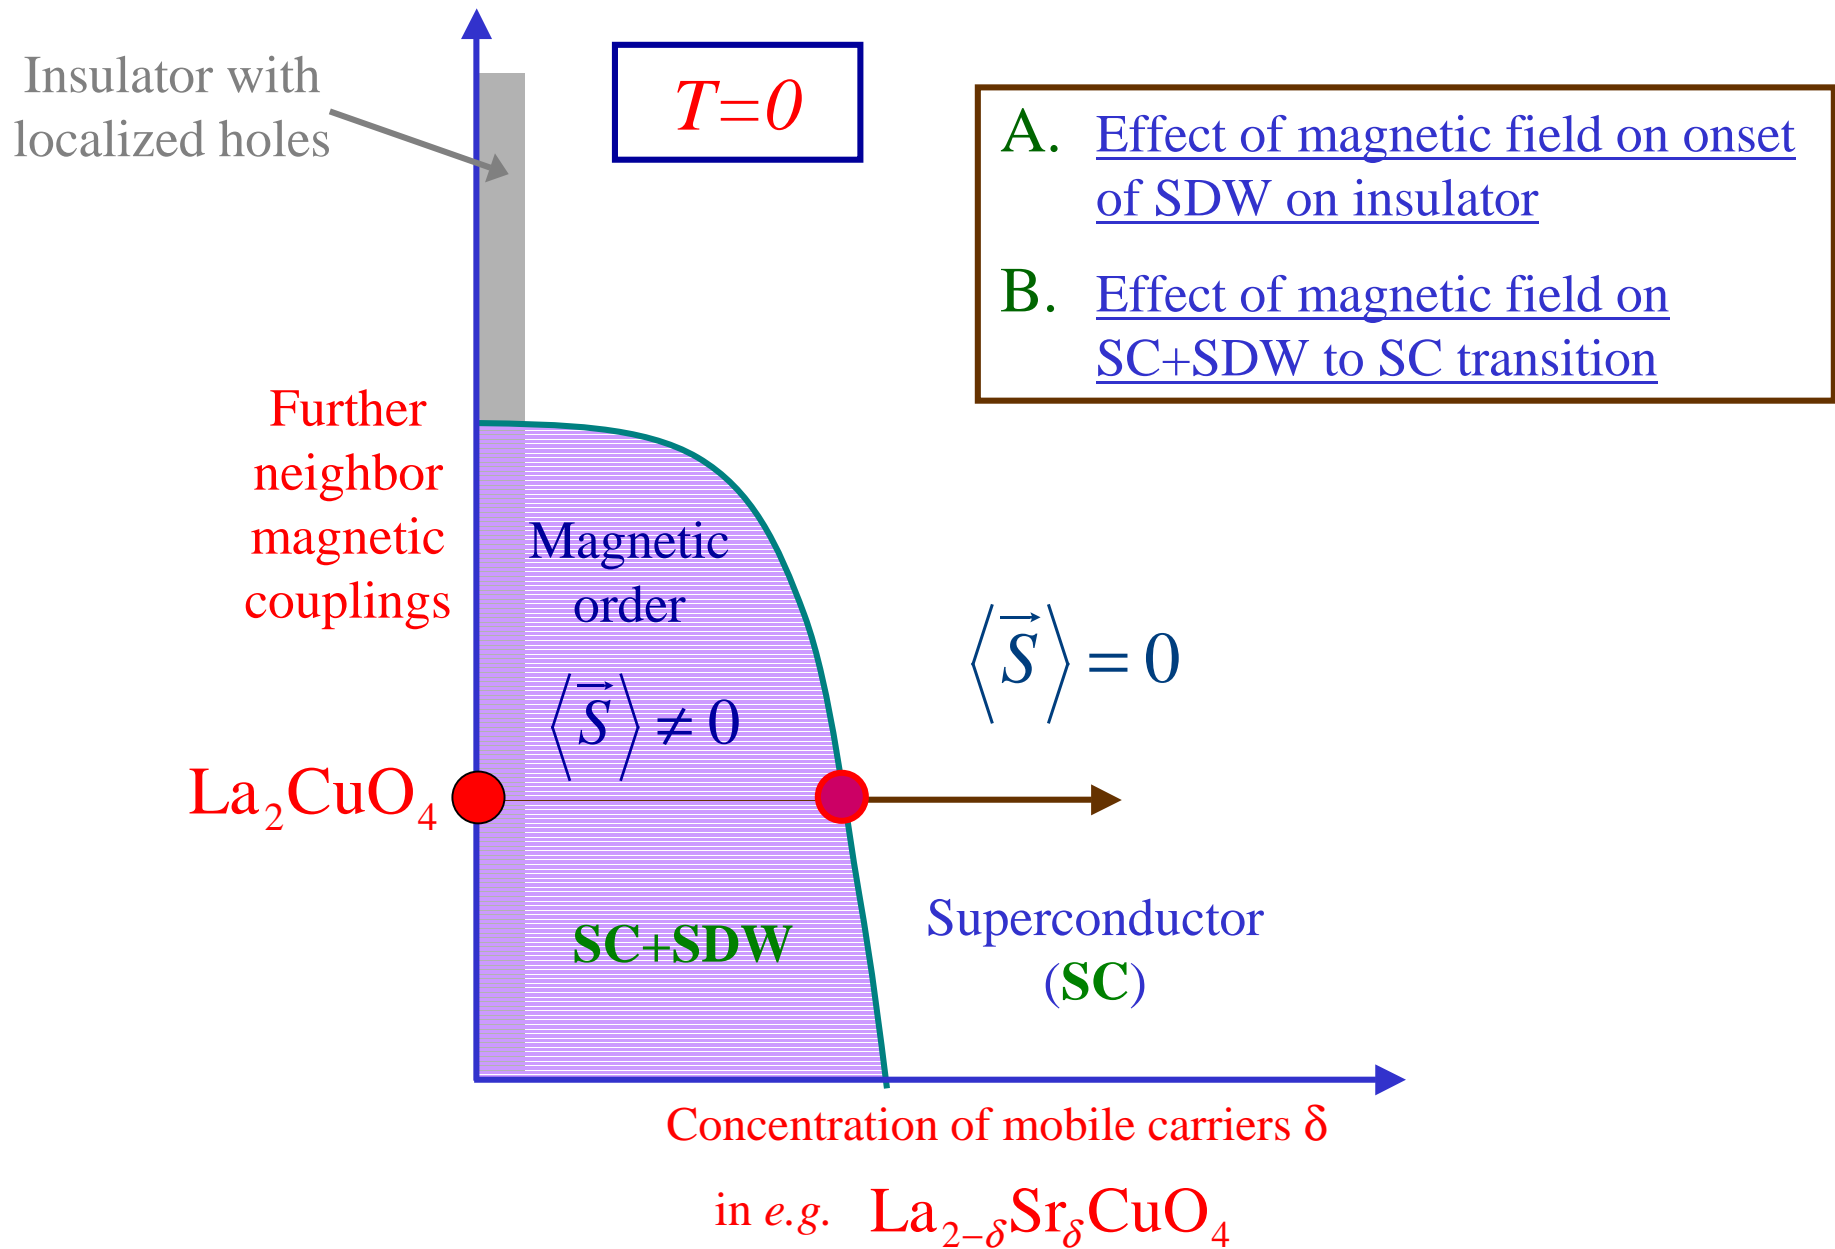 Insulator with
localized holes
T=0
A. Effect of magnetic field on onset
of SDW on insulator
B. Effect of magnetic field on
SC+SDW to SC transition
Further
neighbor
magnetic
couplings
Magnetic
order
⟨S⃗⟩ ≠ 0
⟨S⃗⟩ = 0
La₂CuO₄
SC+SDW
Superconductor
(SC)
Concentration of mobile carriers δ
in e.g. La₂₋δSrδCuO₄